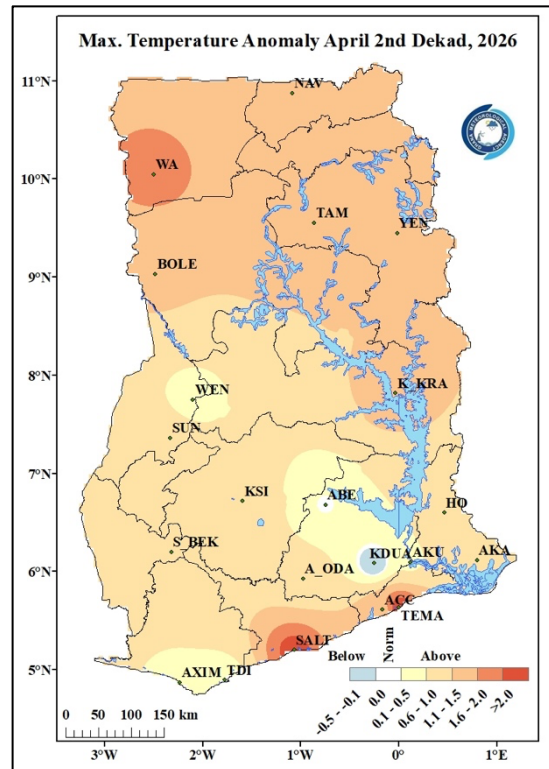 Max. Temperature Anomaly April 2nd Dekad, 2026
11°N
NAV
WA
10°N
TAM
YEN
BOLE
9°N
8°N
K_KRA
WEN
SUN
7°N
KSI
ABE
HO
S_BEK
KDUA
AKU
AKA
6°N
A_ODA
ACC
TEMA
SALT
Below
Norm
Above
5°N
AXIM
TDI
-0.5 - -0.1
0.0
0.1 - 0.5
0.6 - 1.0
1.1 - 1.5
1.6 - 2.0
>2.0
0 50 100 150 km
3°W 2°W 1°W 0° 1°E